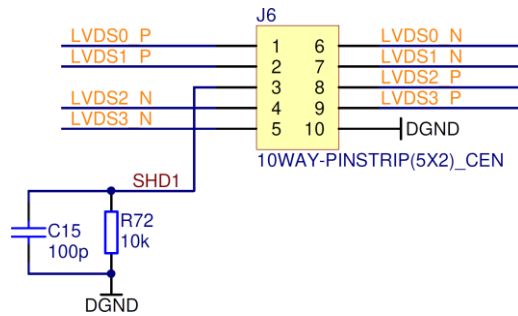 J6
LVDS0_P 1 6 LVDS0_N
LVDS1_P 2 7 LVDS1_N
3 8 LVDS2_P
LVDS2_N 4 9 LVDS3_P
LVDS3_N 5 10 DGND
10WAY-PINSTRIP(5X2)_CEN
SHD1
C15 R72
100p 10k
DGND